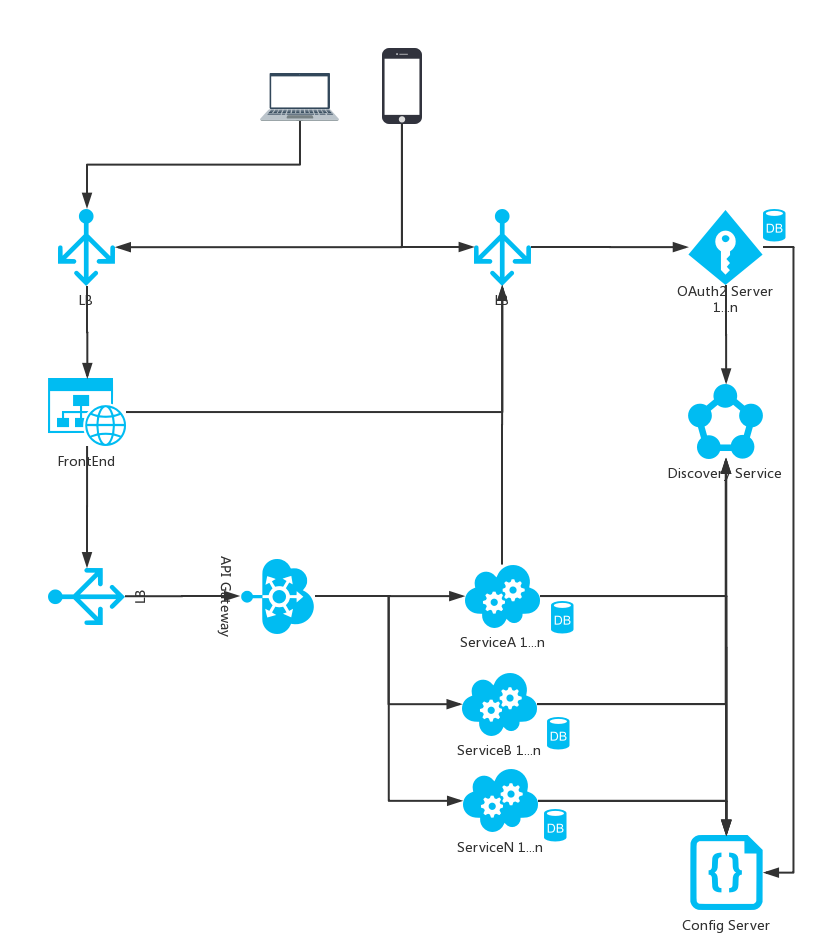 DB
LB
LB
OAuth2 Server
1...n
FrontEnd
Discovery Service
LB
API Gateway
DB
ServiceA 1...n
DB
ServiceB 1...n
DB
ServiceN 1...n
{}
Config Server